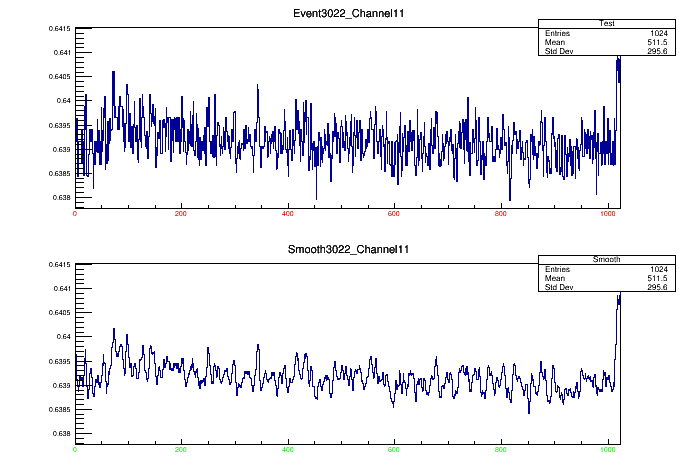 Event3022_Channel11
Test
Entries 1024
Mean 511.5
Std Dev 295.6
0.6415
0.641
0.6405
0.64
0.6395
0.639
0.6385
0.638
0 200 400 600 800 1000
Smooth3022_Channel11
Smooth
Entries 1024
Mean 511.5
Std Dev 295.6
0.6415
0.641
0.6405
0.64
0.6395
0.639
0.6385
0.638
0 200 400 600 800 1000